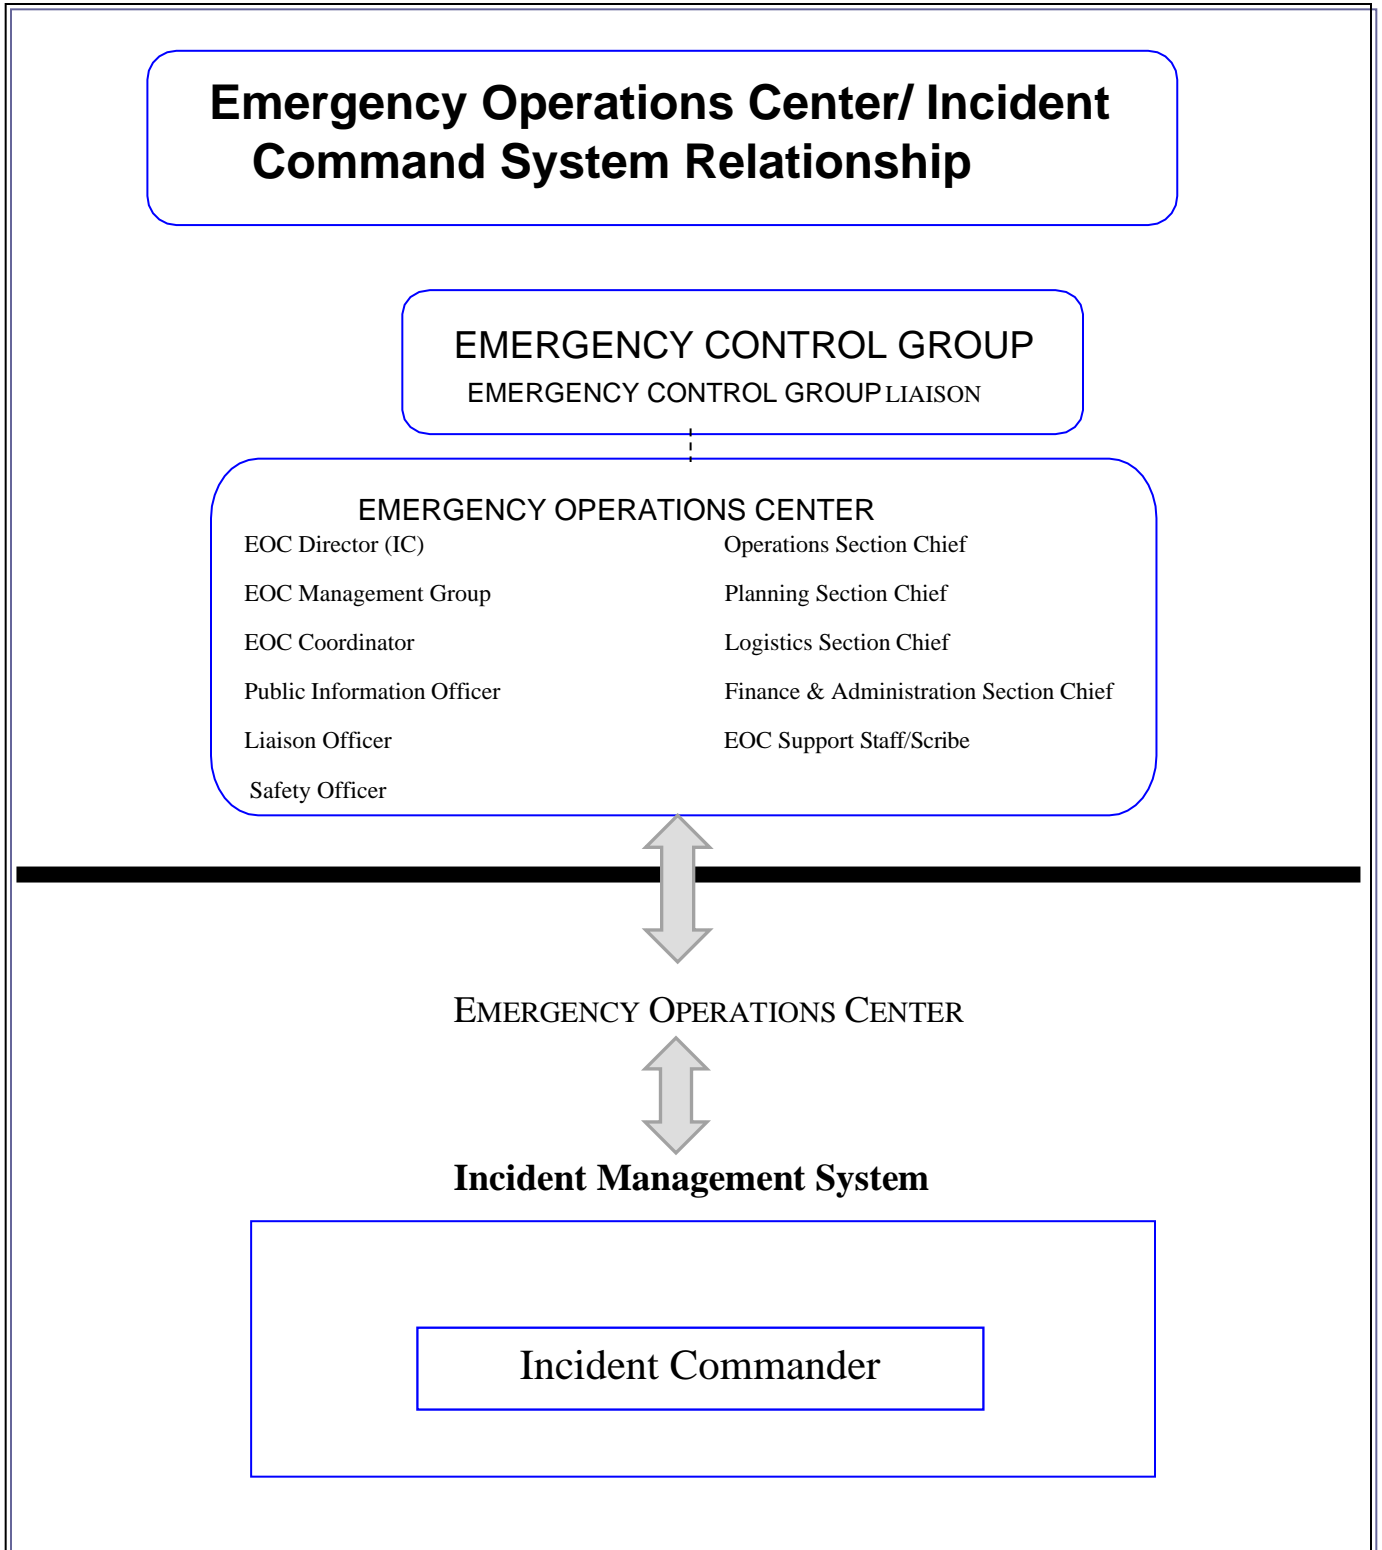 Emergency Operations Center/ Incident
Command System Relationship
EMERGENCY CONTROL GROUP
EMERGENCY CONTROL GROUP LIAISON
EMERGENCY OPERATIONS CENTER
EOC Director (IC)
EOC Management Group
EOC Coordinator
Public Information Officer
Liaison Officer
Safety Officer
Operations Section Chief
Planning Section Chief
Logistics Section Chief
Finance & Administration Section Chief
EOC Support Staff/Scribe
EMERGENCY OPERATIONS CENTER
Incident Management System
Incident Commander